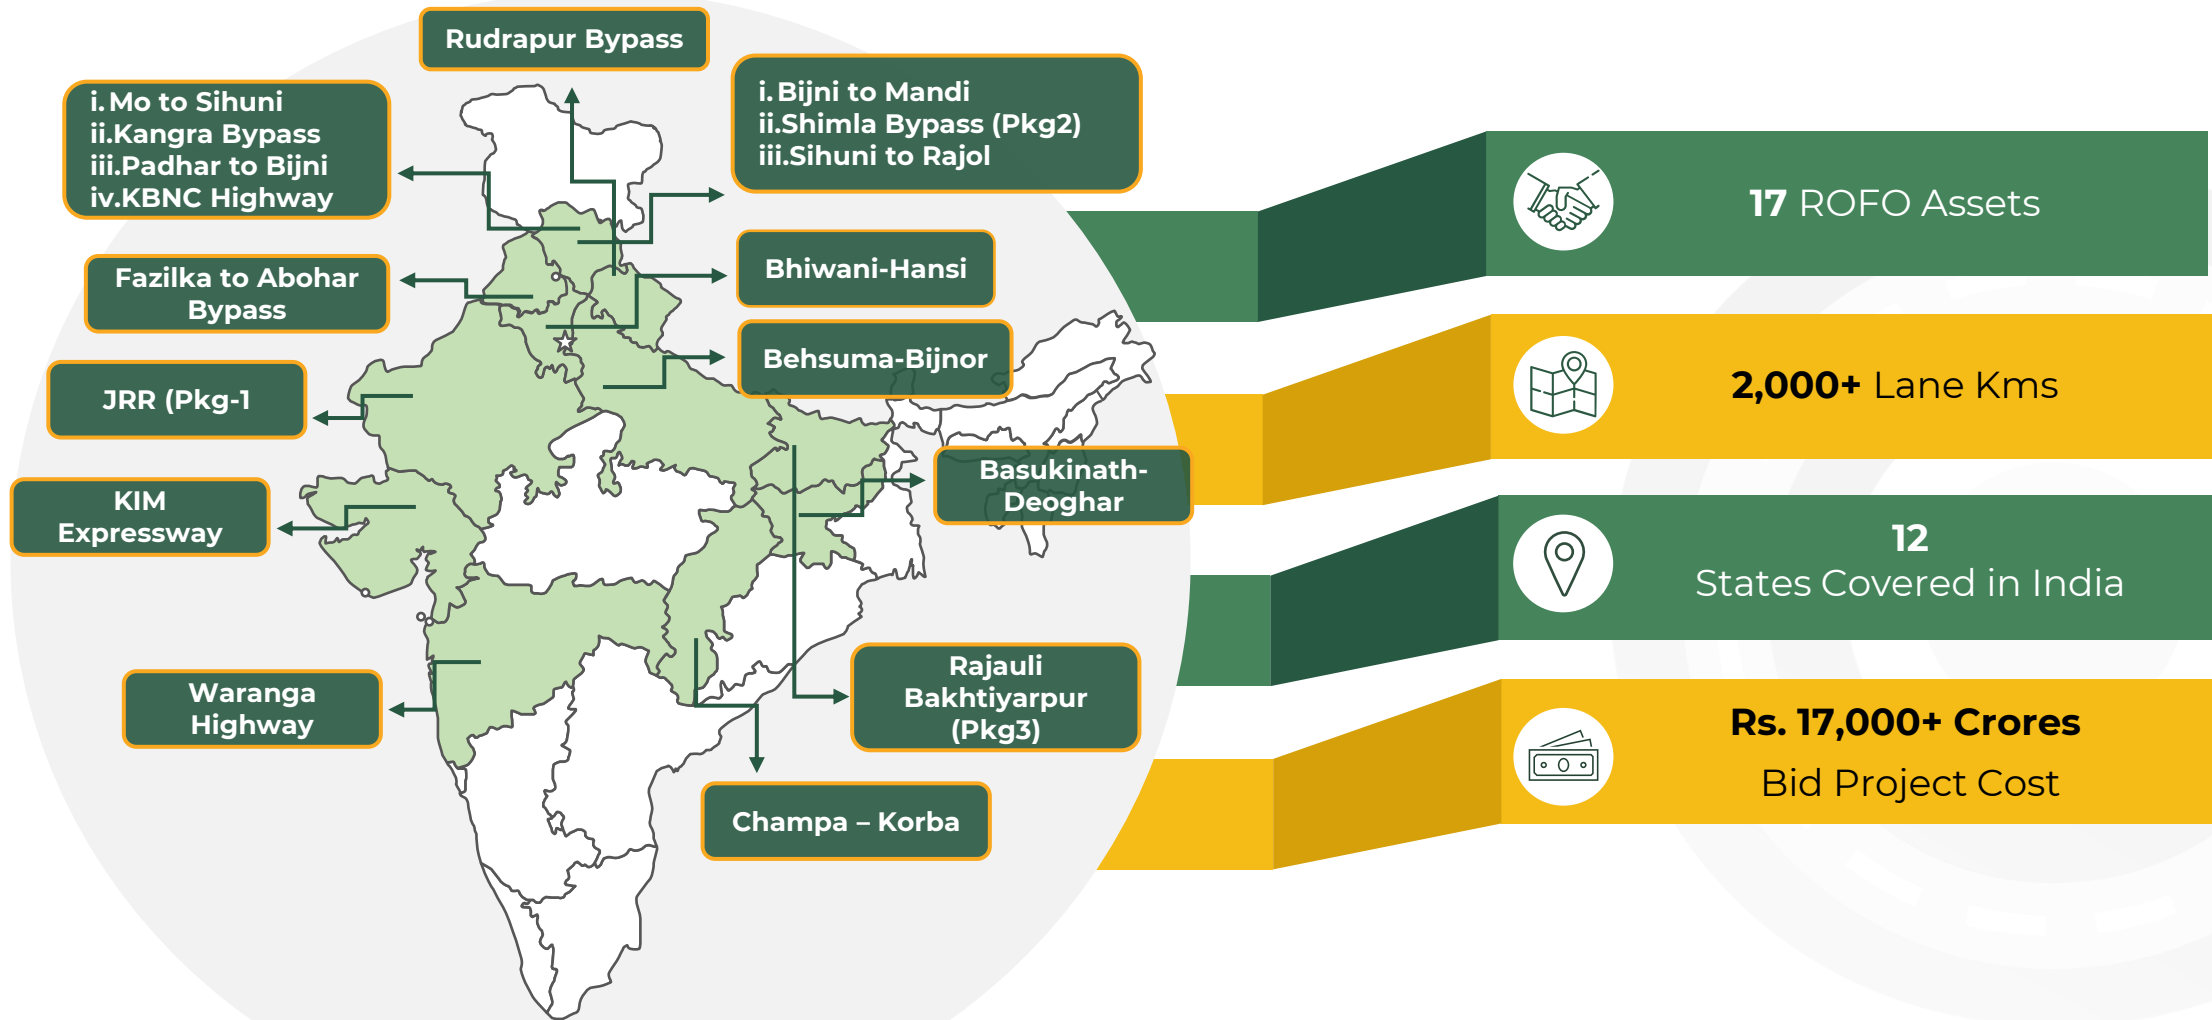 Rudrapur Bypass
i. Mo to Sihuni
ii.Kangra Bypass
iii.Padhar to Bijni
iv.KBNC Highway
i. Bijni to Mandi
ii.Shimla Bypass (Pkg2)
iii.Sihuni to Rajol
Fazilka to Abohar
Bypass
Bhiwani-Hansi
JRR (Pkg-1
Behsuma-Bijnor
KIM
Expressway
Basukinath-
Deoghar
Waranga
Highway
Rajauli
Bakhtiyarpur
(Pkg3)
Champa – Korba
17 ROFO Assets
2,000+ Lane Kms
12
States Covered in India
Rs. 17,000+ Crores
Bid Project Cost